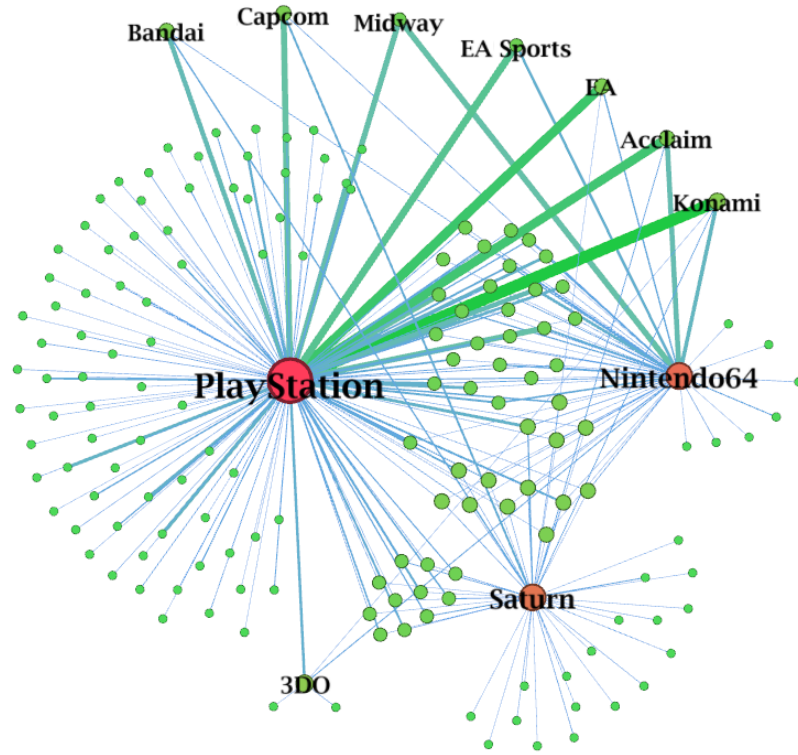 Capcom
Midway
Bandai
EA Sports
EA
Acclaim
Konami
PlayStation
Nintendo64
Saturn
3DO